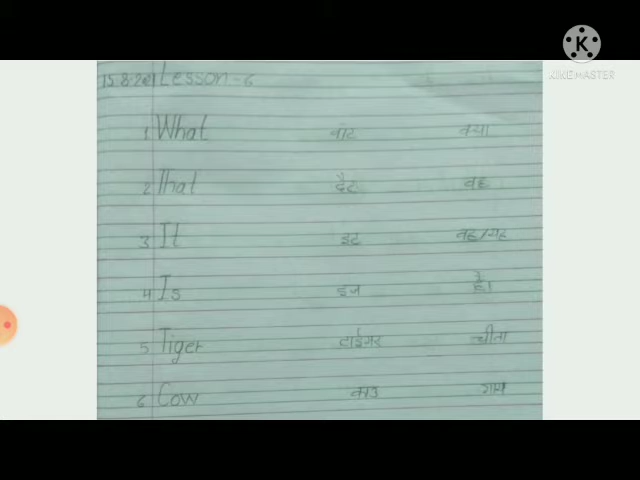 KINEMASTER
15.8.20 Lesson - 6
1 What वॉट क्या
2 That दैट वह
3 It इट वह/यह
4 Is इज है।
5 Tiger टाईगर चीता
6 Cow काउ गाय